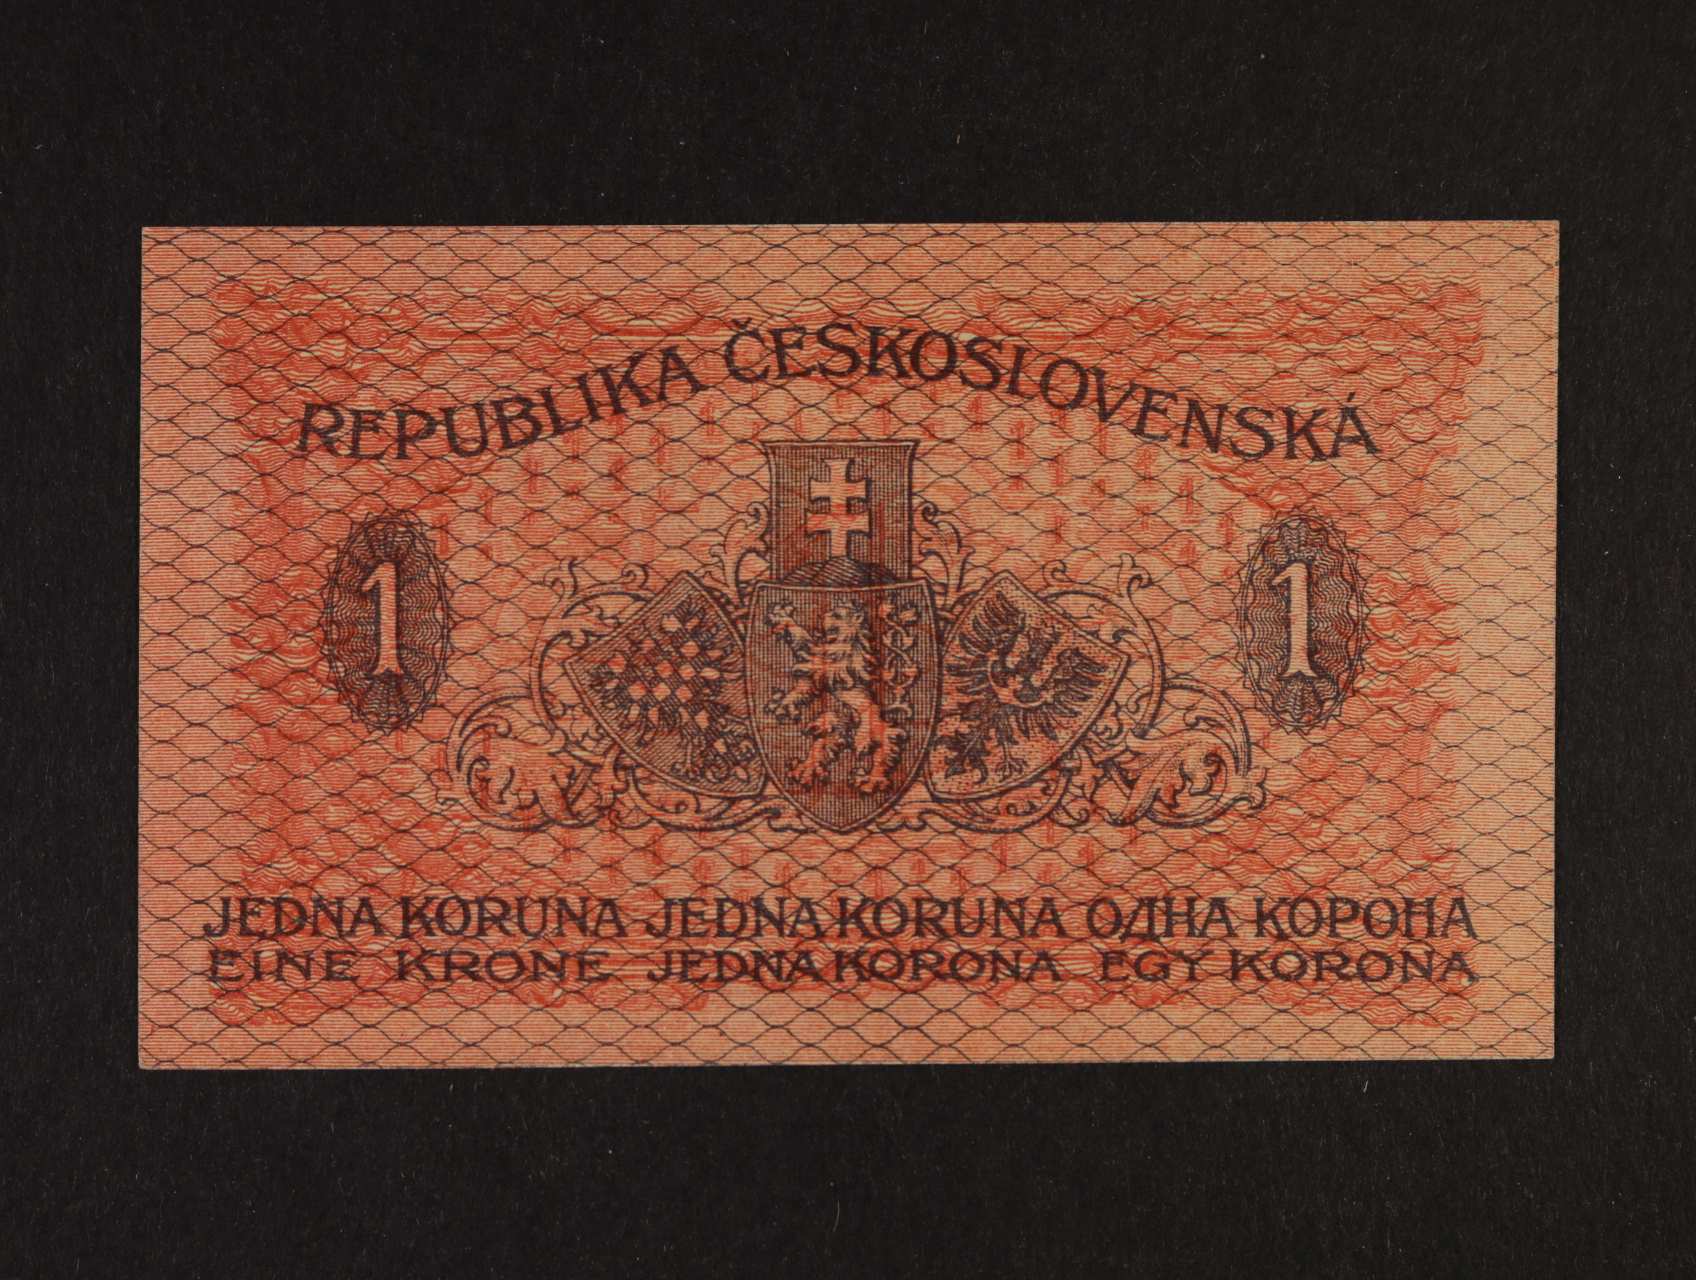 REPUBLIKA ČESKOSLOVENSKÁ
1 1
JEDNA KORUNA JEDNA KORUNA ОДНА КОРОНА
EINE KRONE JEDNA KORONA EGY KORONA